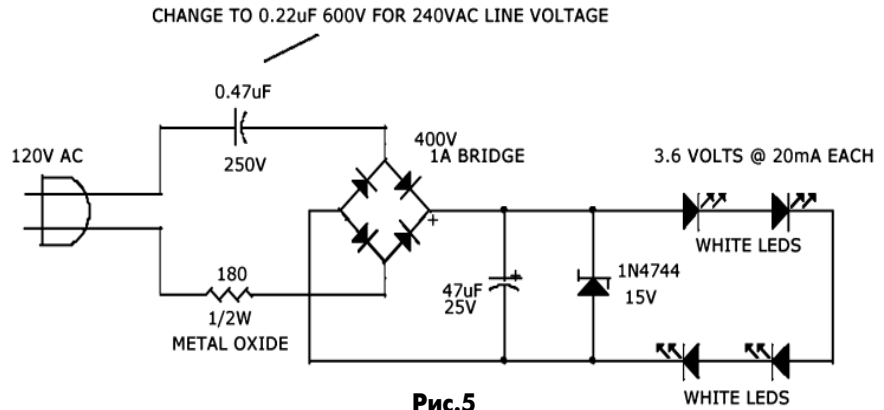 CHANGE TO 0.22uF 600V FOR 240VAC LINE VOLTAGE
0.47uF
250V
120V AC
400V
1A BRIDGE
3.6 VOLTS @ 20mA EACH
+
WHITE LEDS
180
1/2W
METAL OXIDE
+
47uF
25V
1N4744
15V
WHITE LEDS
Рис.5